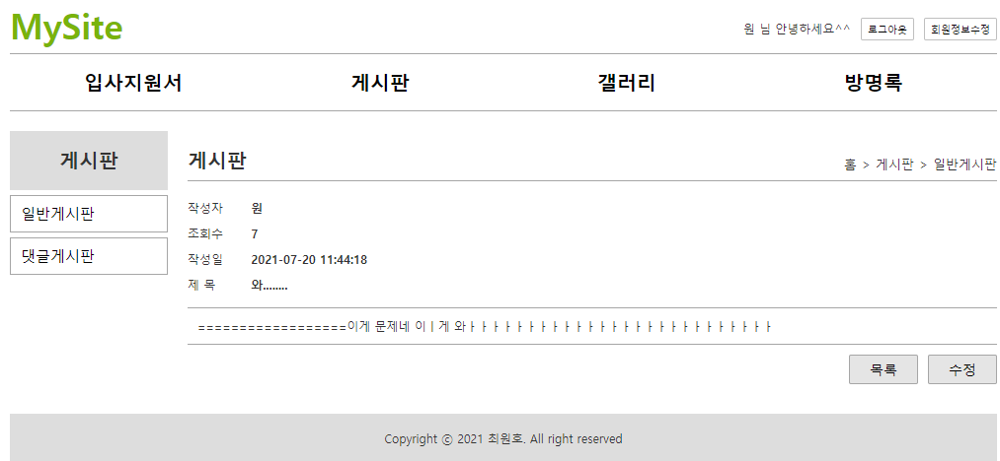 MySite
원 님 안녕하세요^^ 로그아웃 회원정보수정
입사지원서 게시판 갤러리 방명록
게시판
일반게시판
댓글게시판
게시판
홈 > 게시판 > 일반게시판
작성자 원
조회수 7
작성일 2021-07-20 11:44:18
제 목 와........
==================이게 문제네 이ㅣ게 와ㅏㅏㅏㅏㅏㅏㅏㅏㅏㅏㅏㅏㅏㅏㅏㅏㅏㅏㅏㅏㅏㅏㅏㅏㅏㅏ
목록 수정
Copyright ⓒ 2021 최원호. All right reserved